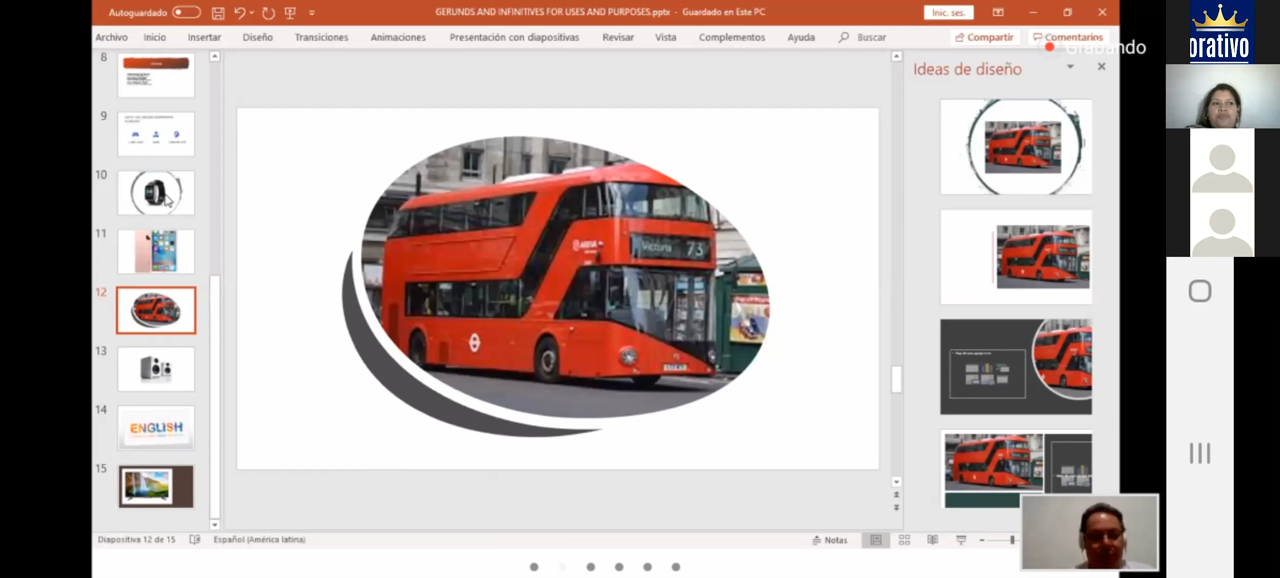 Autoguardado
GERUNDS AND INFINITIVES FOR USES AND PURPOSES.pptx - Guardado en Este PC
Inic. ses.
Archivo Inicio Insertar Diseño Transiciones Animaciones Presentación con diapositivas Revisar Vista Complementos Ayuda Buscar
Compartir Comentarios
Grabando
orativo
Ideas de diseño
8
9
10
11
12
13
14
15
ENGLISH
Victoria 73
ARRIVA
Diapositiva 12 de 15 Español (América latina) Notas